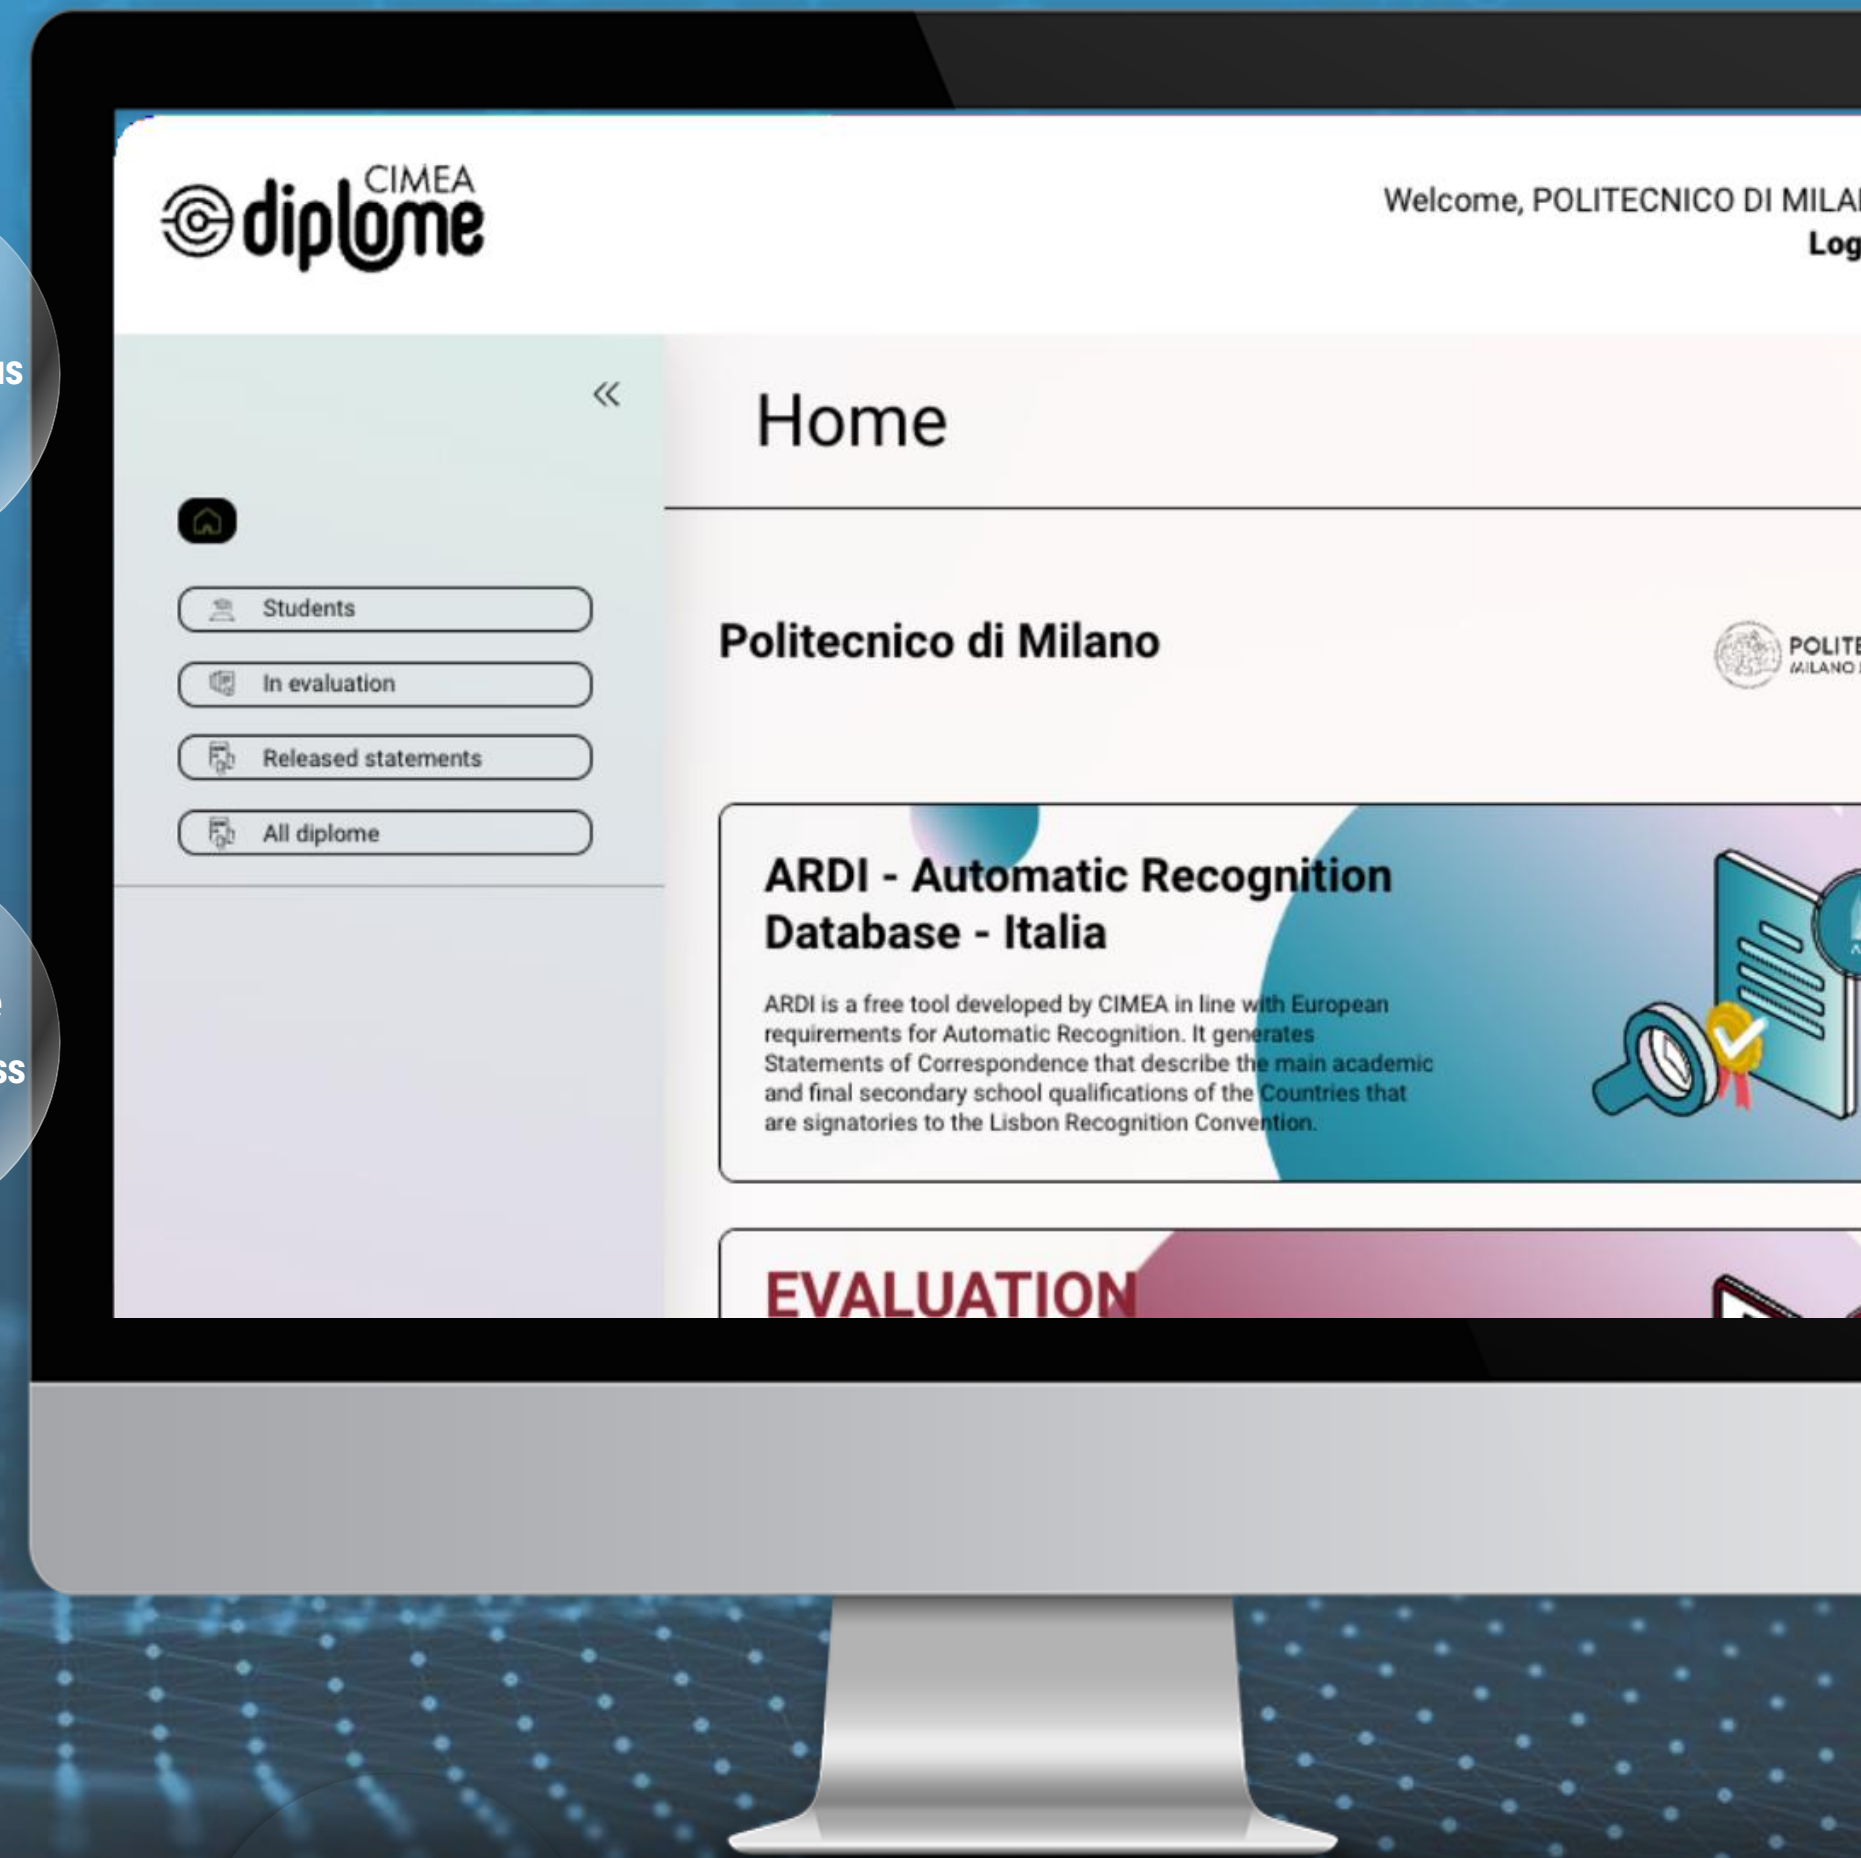 CIMEA
diplome
Welcome, POLITECNICO DI
Home
Students
In evaluation
Released statements
All diplome
Politecnico di Milano
MILANO
ARDI - Automatic Recognition
Database - Italia
ARDI is a free tool developed by CIMEA in line with European
requirements for Automatic Recognition. It generates
Statements of Correspondence that describe the main academic
and final secondary school qualifications of the Countries that
are signatories to the Lisbon Recognition Convention.
EVALUATION